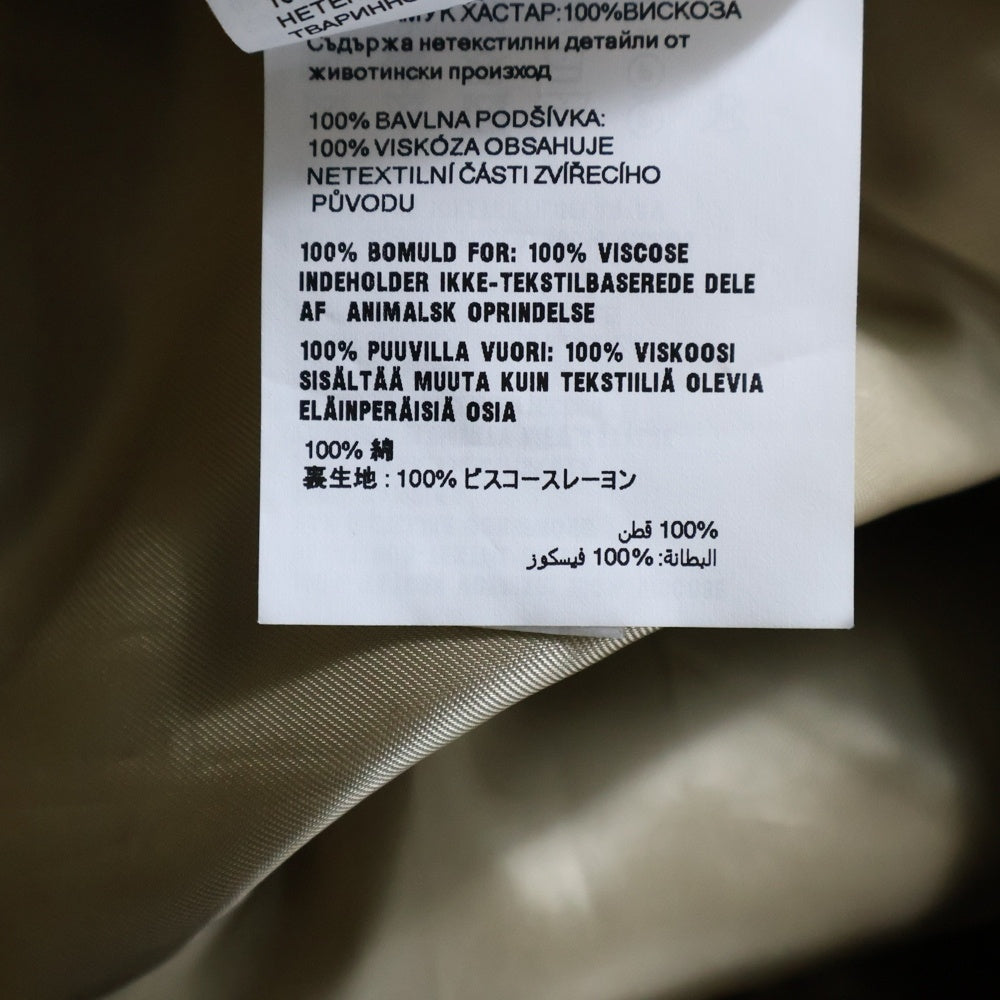 НЕТЕ
ТВАРИНН
ХАСТАР:100%ВИСКОЗА
Съдържа нетекстилни детайли от
животински произход
100% BAVLNA PODŠÍVKA:
100% VISKÓZA OBSAHUJE
NETEXTILNÍ ČÁSTI ZVÍŘECÍHO
PŮVODU
100% BOMULD FOR: 100% VISCOSE
INDEHOLDER IKKE-TEKSTILBASEREDE DELE
AF ANIMALSK OPRINDELSE
100% PUUVILLA VUORI: 100% VISKOOSI
SISÄLTÄÄ MUUTA KUIN TEKSTIILIÄ OLEVIA
ELÄINPERÄISIÄ OSIA
100% 綿
裏生地 : 100% ビスコースレーヨン
100% قطن
البطانة: 100% فيسكوز